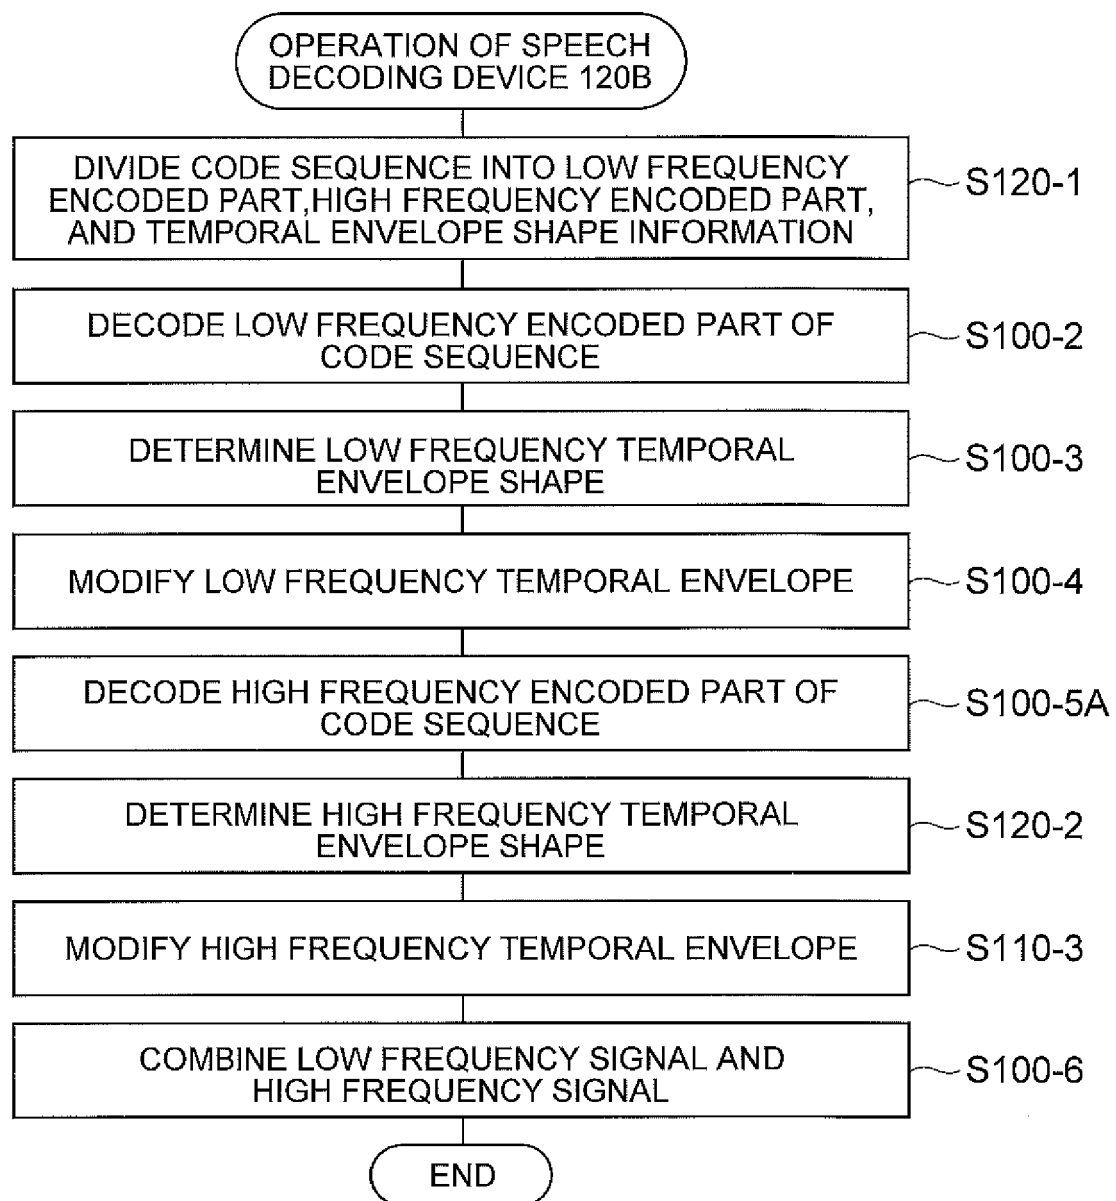 OPERATION OF SPEECH
DECODING DEVICE 120B
DIVIDE CODE SEQUENCE INTO LOW FREQUENCY
ENCODED PART,HIGH FREQUENCY ENCODED PART,
AND TEMPORAL ENVELOPE SHAPE INFORMATION
S120-1
DECODE LOW FREQUENCY ENCODED PART OF
CODE SEQUENCE
S100-2
DETERMINE LOW FREQUENCY TEMPORAL
ENVELOPE SHAPE
S100-3
MODIFY LOW FREQUENCY TEMPORAL ENVELOPE
S100-4
DECODE HIGH FREQUENCY ENCODED PART OF
CODE SEQUENCE
S100-5A
DETERMINE HIGH FREQUENCY TEMPORAL
ENVELOPE SHAPE
S120-2
MODIFY HIGH FREQUENCY TEMPORAL ENVELOPE
S110-3
COMBINE LOW FREQUENCY SIGNAL AND
HIGH FREQUENCY SIGNAL
S100-6
END